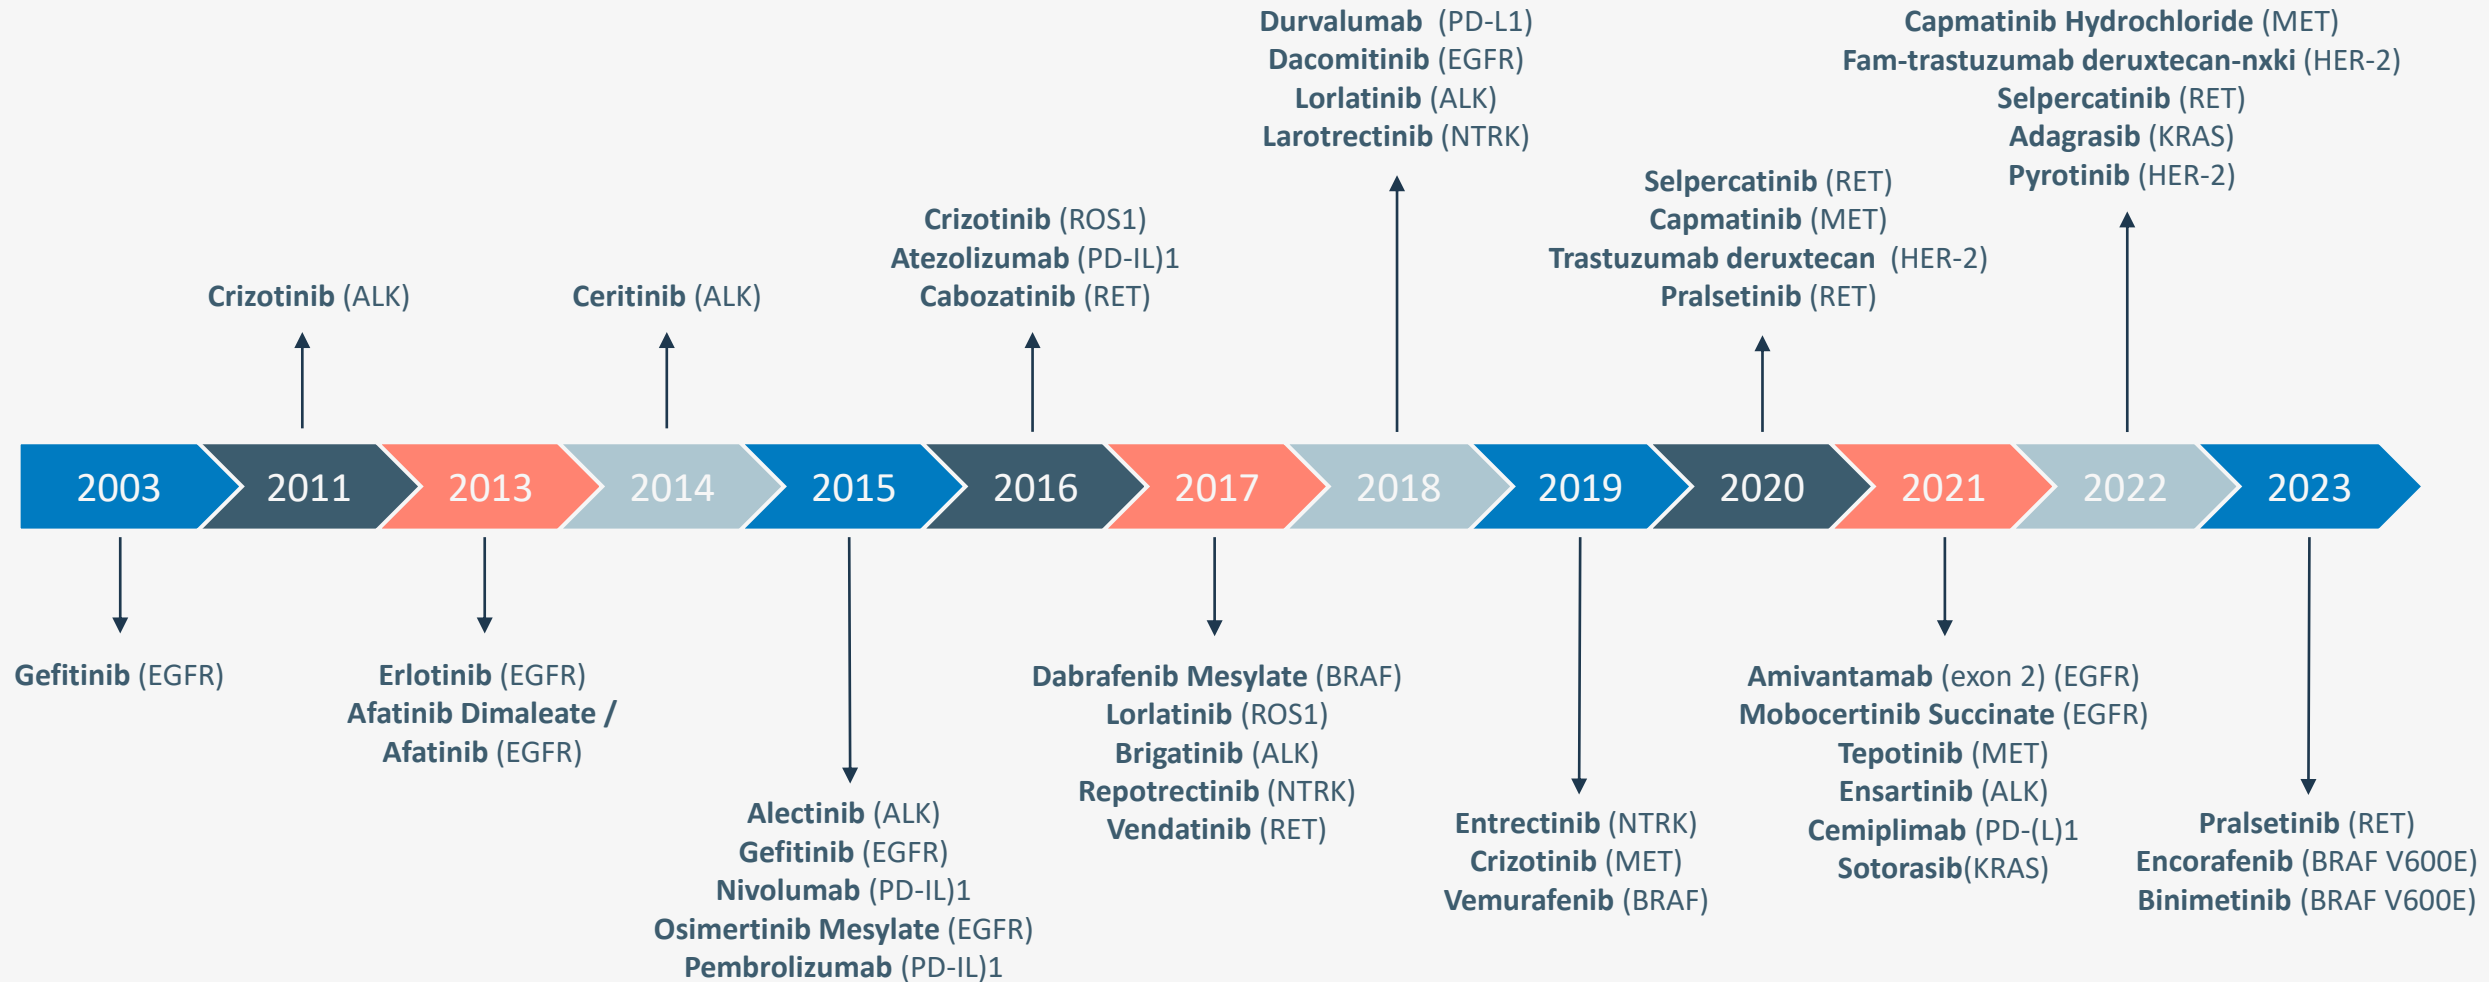 Durvalumab (PD-L1)
Dacomitinib (EGFR)
Lorlatinib (ALK)
Larotrectinib (NTRK)
Capmatinib Hydrochloride (MET)
Fam-trastuzumab deruxtecan-nxki (HER-2)
Selpercatinib (RET)
Adagrasib (KRAS)
Pyrotinib (HER-2)
Crizotinib (ALK)
Ceritinib (ALK)
Crizotinib (ROS1)
Atezolizumab (PD-IL)1
Cabozatinib (RET)
Selpercatinib (RET)
Capmatinib (MET)
Trastuzumab deruxtecan (HER-2)
Pralsetinib (RET)
2003
2011
2013
2014
2015
2016
2017
2018
2019
2020
2021
2022
2023
Gefitinib (EGFR)
Erlotinib (EGFR)
Afatinib Dimaleate /
Afatinib (EGFR)
Alectinib (ALK)
Gefitinib (EGFR)
Nivolumab (PD-IL)1
Osimertinib Mesylate (EGFR)
Pembrolizumab (PD-IL)1
Dabrafenib Mesylate (BRAF)
Lorlatinib (ROS1)
Brigatinib (ALK)
Repotrectinib (NTRK)
Vendatinib (RET)
Entrectinib (NTRK)
Crizotinib (MET)
Vemurafenib (BRAF)
Amivantamab (exon 2) (EGFR)
Mobocertinib Succinate (EGFR)
Tepotinib (MET)
Ensartinib (ALK)
Cemiplimab (PD-(L)1
Sotorasib(KRAS)
Pralsetinib (RET)
Encorafenib (BRAF V600E)
Binimetinib (BRAF V600E)